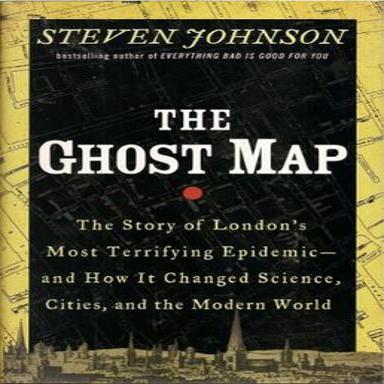 STEVEN JOHNSON
bestselling author of EVERYTHING BAD IS GOOD FOR YOU
THE
GHOST MAP
The Story of London's
Most Terrifying Epidemic—
and How It Changed Science,
Cities, and the Modern World